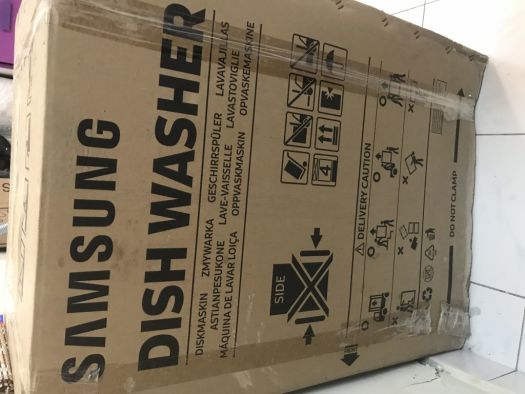 SAMSUNG
DISH WASHER
DISKMASKIN ZMYWARKA GESCHIRRSPÜLER LAVAVAJILLAS
ASTIANPESUKONE LAVE-VAISSELLE LAVASTOVIGLIE
MÁQUINA DE LAVAR LOIÇA OPPVASKMASKIN OPVASKEMASKINE
SIDE
4
⚠ DELIVERY CAUTION
DO NOT CLAMP